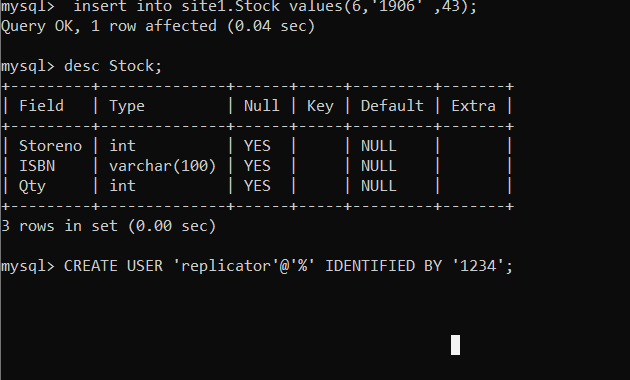 mysql>  insert into site1.Stock values(6,'1906' ,43);
Query OK, 1 row affected (0.04 sec)
mysql> desc Stock;
+---------+--------------+------+-----+---------+-------+
| Field   | Type         | Null | Key | Default | Extra |
+---------+--------------+------+-----+---------+-------+
| Storeno | int          | YES  |     | NULL    |       |
| ISBN    | varchar(100) | YES  |     | NULL    |       |
| Qty     | int          | YES  |     | NULL    |       |
+---------+--------------+------+-----+---------+-------+
3 rows in set (0.00 sec)
mysql> CREATE USER 'replicator'@'%' IDENTIFIED BY '1234';